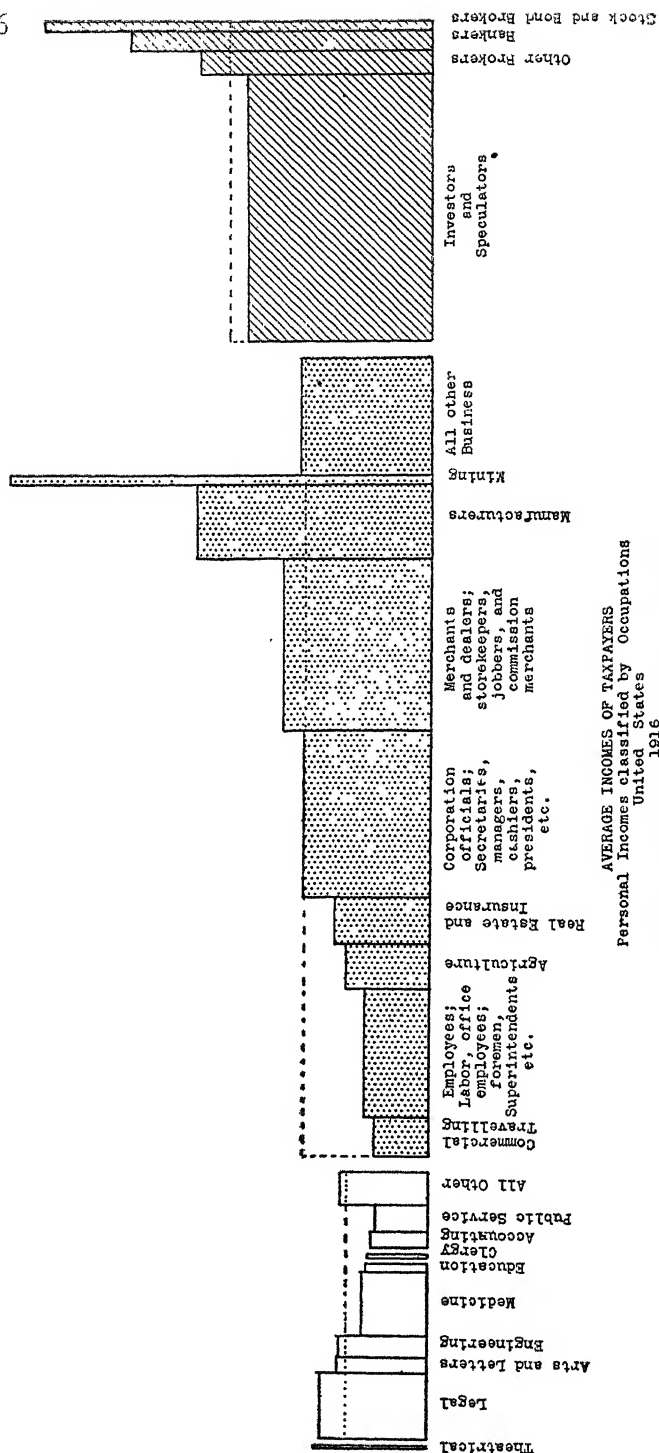 6
Stock and Bond Brokers
Bankers
Other Brokers
Investors
and
Speculators
All other
Business
Mining
Manufacturers
Merchants
and dealers;
storekeepers,
jobbers, and
commission
merchants
Corporation
officials;
Secretaries,
managers,
cashiers,
presidents,
etc.
Real Estate and
Insurance
Agriculture
Employees;
Labor, office
employees;
foremen,
Superintendents
etc.
Commercial
Travelling
All Other
Public Service
Accounting
Clergy
Education
Medicine
Engineering
Arts and Letters
Legal
Theatrical
AVERAGE INCOMES OF TAXPAYERS
Personal Incomes classified by Occupations
United States
1916